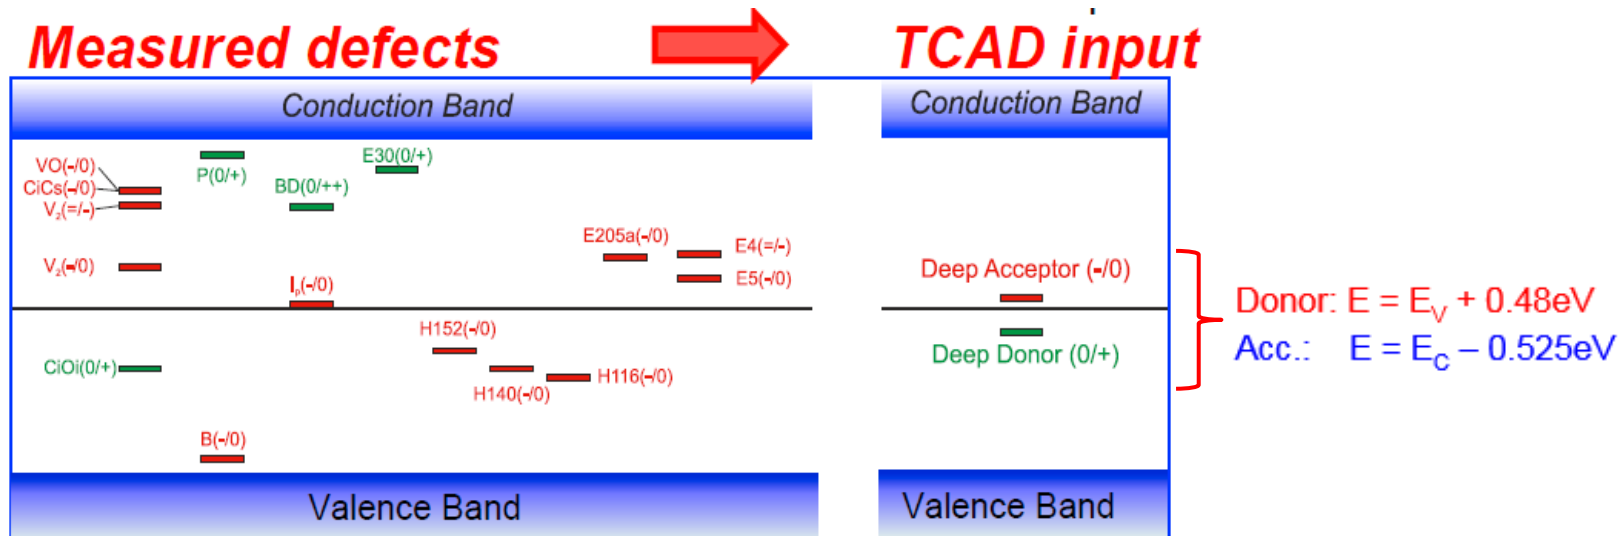 Measured defects
TCAD input
Conduction Band
Conduction Band
VO(-/0)
CiCs(-/0)
V₂(=/-)
V₂(-/0)
P(0/+)
BD(0/++)
E30(0/+)
Iₚ(-/0)
E205a(-/0)
E4(=/-)
E5(-/0)
H152(-/0)
H140(-/0)
H116(-/0)
CiOi(0/+)
B(-/0)
Valence Band
Deep Acceptor (-/0)
Deep Donor (0/+)
Valence Band
Donor: E = E_V + 0.48eV
Acc.: E = E_C – 0.525eV